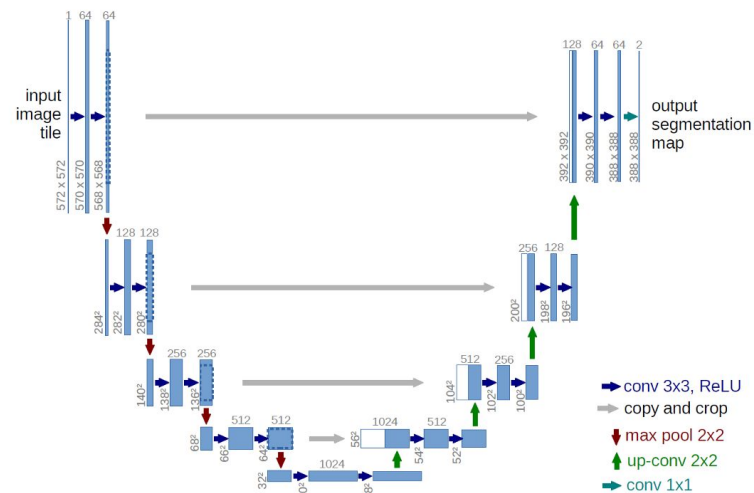 1 64 64
input
image
tile
572 x 572
570 x 570
568 x 568
128 64 64 2
output
segmentation
map
392 x 392
390 x 390
388 x 388
388 x 388
128 128
284²
282²
280²
256 128
200²
198²
196²
256 256
140²
138²
136²
512 256
104²
102²
100²
512 512
68²
66²
64²
1024 512
56²
54²
52²
1024
32²
0²
8²
conv 3x3, ReLU
copy and crop
max pool 2x2
up-conv 2x2
conv 1x1